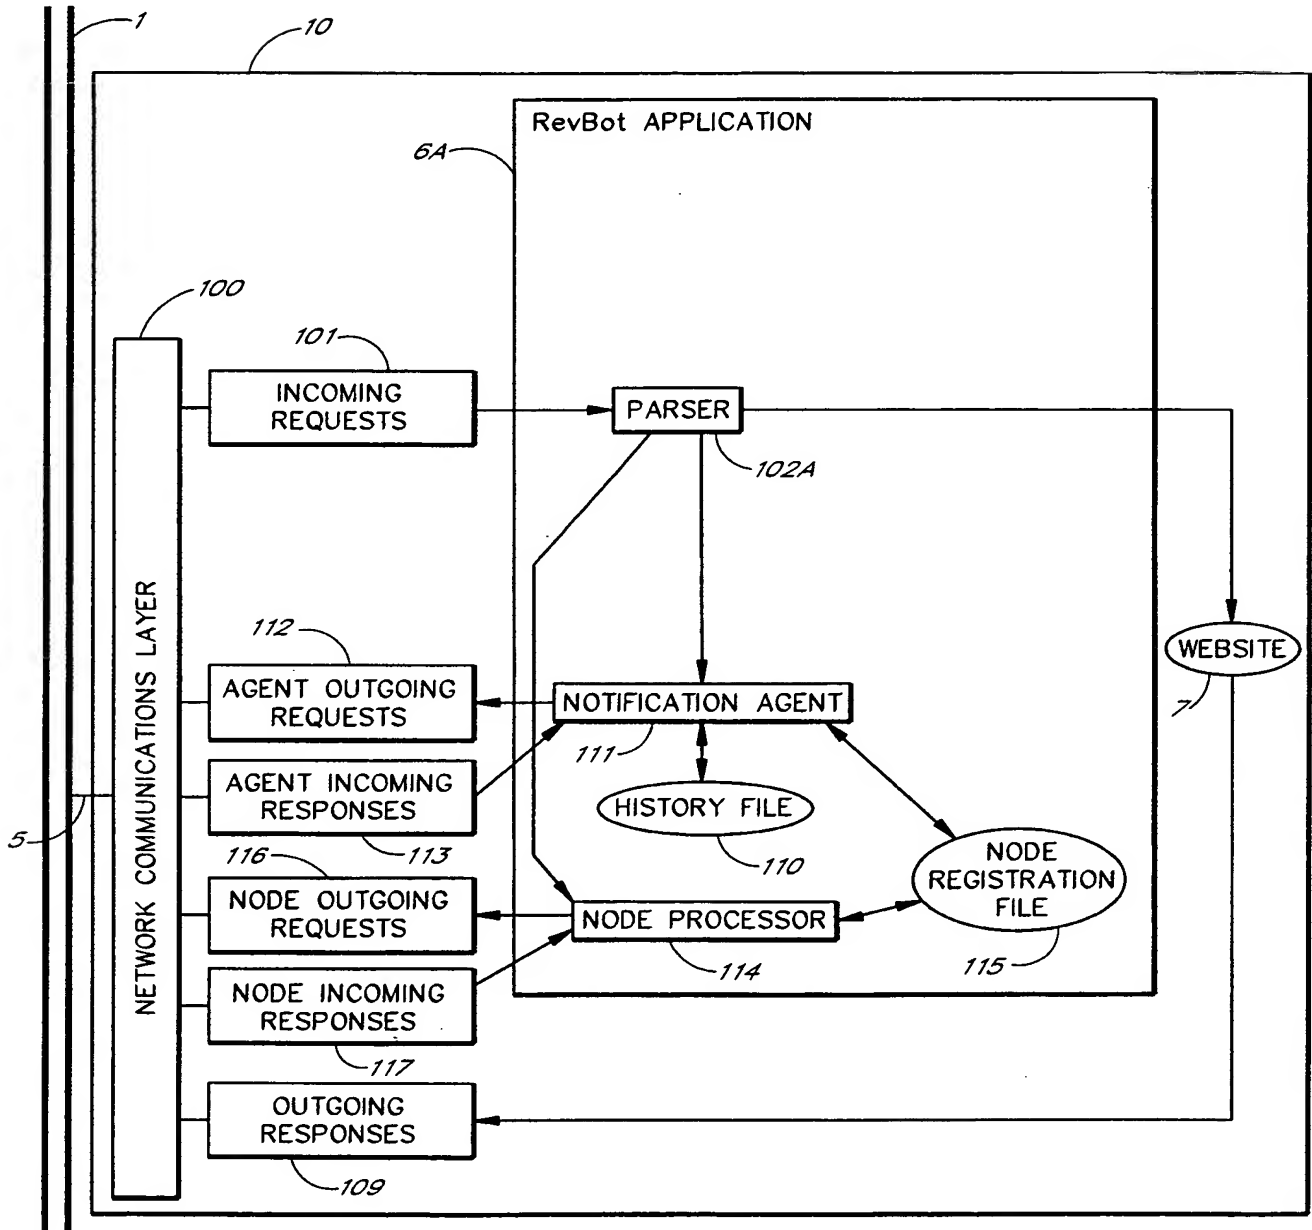 1
10
RevBot APPLICATION
6A
100
101
INCOMING
REQUESTS
PARSER
102A
NETWORK COMMUNICATIONS LAYER
112
AGENT OUTGOING
REQUESTS
NOTIFICATION AGENT
111
WEBSITE
7
AGENT INCOMING
RESPONSES
113
HISTORY FILE
110
5
116
NODE OUTGOING
REQUESTS
NODE PROCESSOR
114
NODE
REGISTRATION
FILE
115
NODE INCOMING
RESPONSES
117
OUTGOING
RESPONSES
109